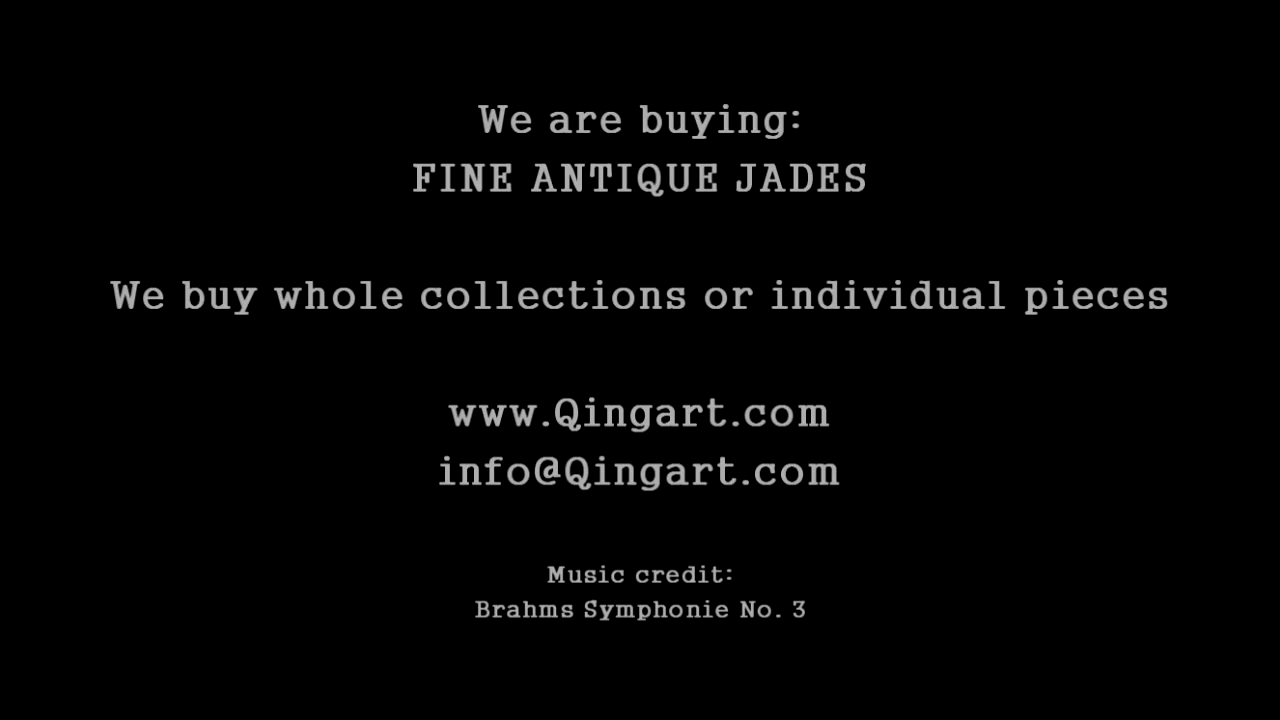 We are buying:
FINE ANTIQUE JADES
We buy whole collections or individual pieces
www.Qingart.com
info@Qingart.com
Music credit:
Brahms Symphonie No. 3